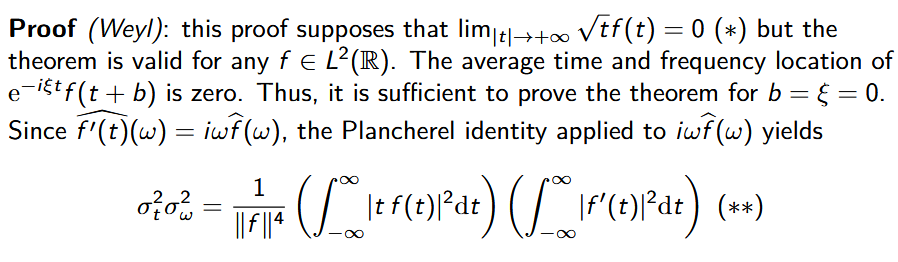 Proof (Weyl): this proof supposes that lim_{|t|→+∞} √t f(t) = 0 (∗) but the
theorem is valid for any f ∈ L²(ℝ). The average time and frequency location of
e^{−iξt} f(t + b) is zero. Thus, it is sufficient to prove the theorem for b = ξ = 0.
Since \widehat{f′(t)}(ω) = iω\hat{f}(ω), the Plancherel identity applied to iω\hat{f}(ω) yields
σ_t² σ_ω² = \frac{1}{‖f‖⁴} (∫_{−∞}^{∞} |t f(t)|² dt) (∫_{−∞}^{∞} |f′(t)|² dt) (∗∗)